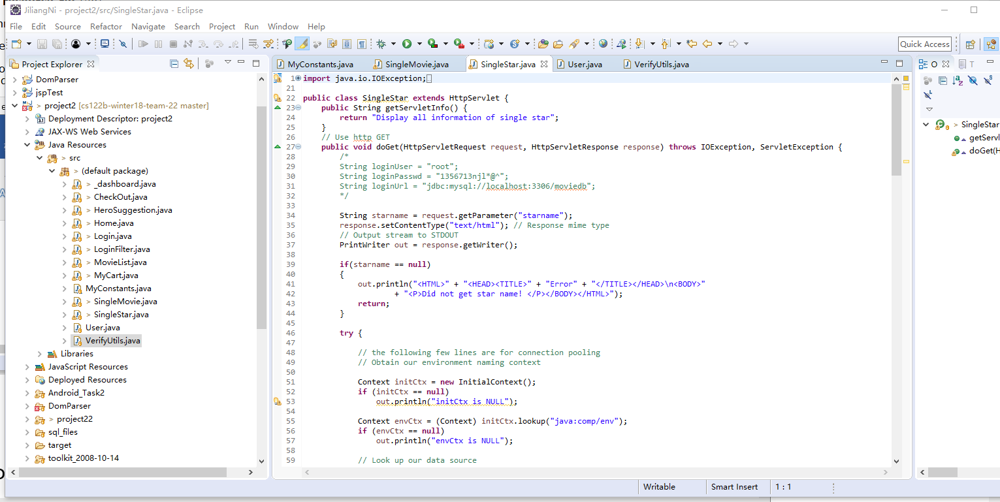 JiliangNi - project2/src/SingleStar.java - Eclipse
File Edit Source Refactor Navigate Search Project Run Window Help
Quick Access
Project Explorer
DomParser
jspTest
> project2 [cs122b-winter18-team-22 master]
Deployment Descriptor: project2
JAX-WS Web Services
Java Resources
> src
> (default package)
> _dashboard.java
> CheckOut.java
> HeroSuggestion.java
> Home.java
> Login.java
> LoginFilter.java
> MovieList.java
> MyCart.java
MyConstants.java
> SingleMovie.java
> SingleStar.java
User.java
VerifyUtils.java
Libraries
JavaScript Resources
Deployed Resources
Android_Task2
DomParser
> project22
sql_files
target
toolkit_2008-10-14
MyConstants.java SingleMovie.java SingleStar.java User.java VerifyUtils.java
1 import java.io.IOException;
21
22 public class SingleStar extends HttpServlet {
23 public String getServletInfo() {
24 return "Display all information of single star";
25 }
26 // Use http GET
27 public void doGet(HttpServletRequest request, HttpServletResponse response) throws IOException, ServletException {
28 /*
29 String loginUser = "root";
30 String loginPasswd = "1356713njl*@^";
31 String loginUrl = "jdbc:mysql://localhost:3306/moviedb";
32 */
33
34 String starname = request.getParameter("starname");
35 response.setContentType("text/html"); // Response mime type
36 // Output stream to STDOUT
37 PrintWriter out = response.getWriter();
38
39 if(starname == null)
40 {
41 out.println("<HTML>" + "<HEAD><TITLE>" + "Error" + "</TITLE></HEAD>\n<BODY>"
42 + "<P>Did not get star name! </P></BODY></HTML>");
43 return;
44 }
45
46 try {
47
48 // the following few lines are for connection pooling
49 // Obtain our environment naming context
50
51 Context initCtx = new InitialContext();
52 if (initCtx == null)
53 out.println("initCtx is NULL");
54
55 Context envCtx = (Context) initCtx.lookup("java:comp/env");
56 if (envCtx == null)
57 out.println("envCtx is NULL");
58
59 // Look up our data source
O T
> SingleStar
getServl
doGet(H
Writable Smart Insert 1 : 1